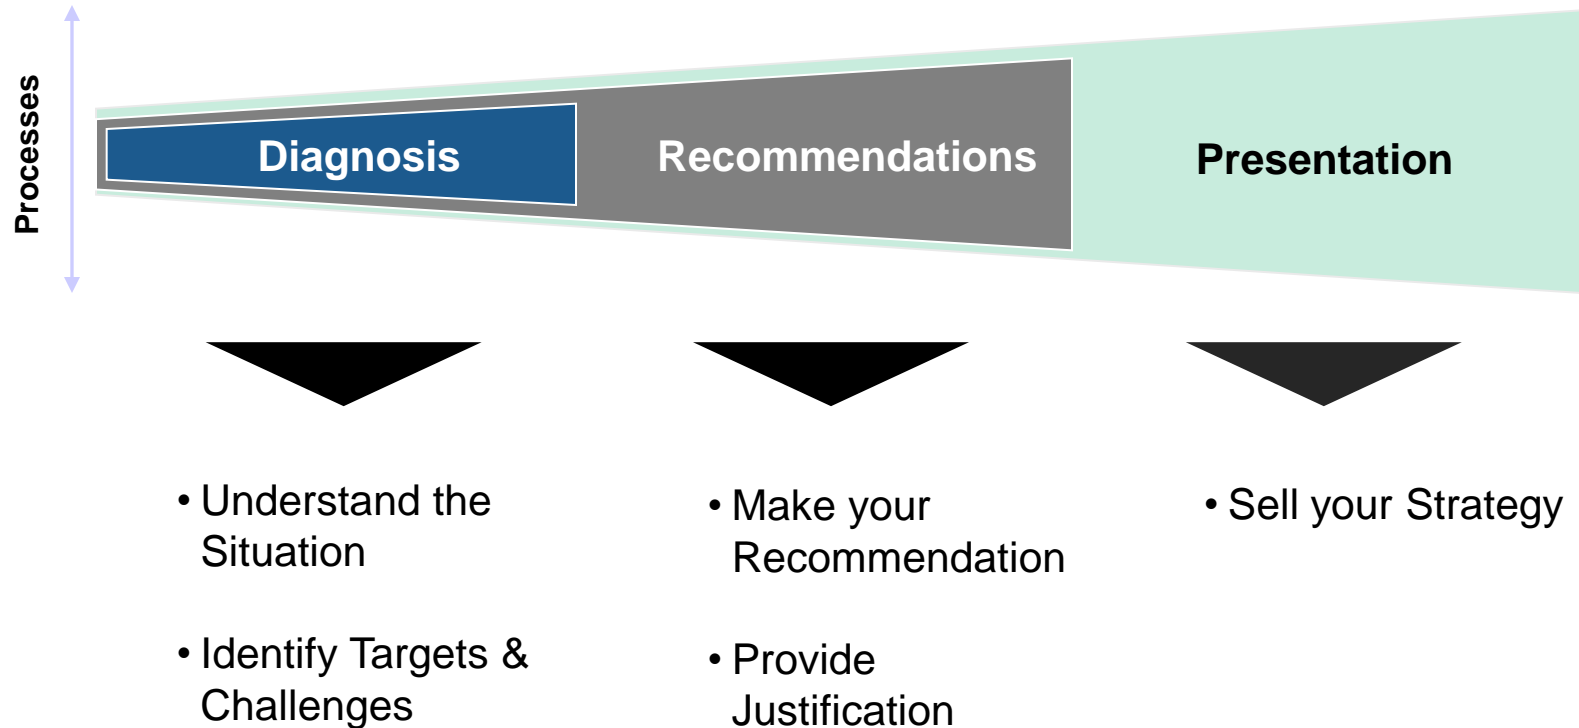 Processes
Diagnosis
Recommendations
Presentation
• Understand the
Situation
• Identify Targets &
Challenges
• Make your
Recommendation
• Provide
Justification
• Sell your Strategy